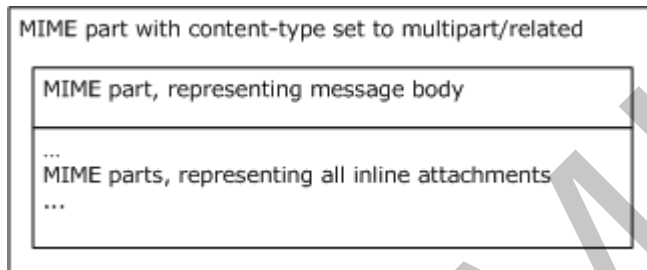 MIME part with content-type set to multipart/related
MIME part, representing message body
...
MIME parts, representing all inline attachments
...